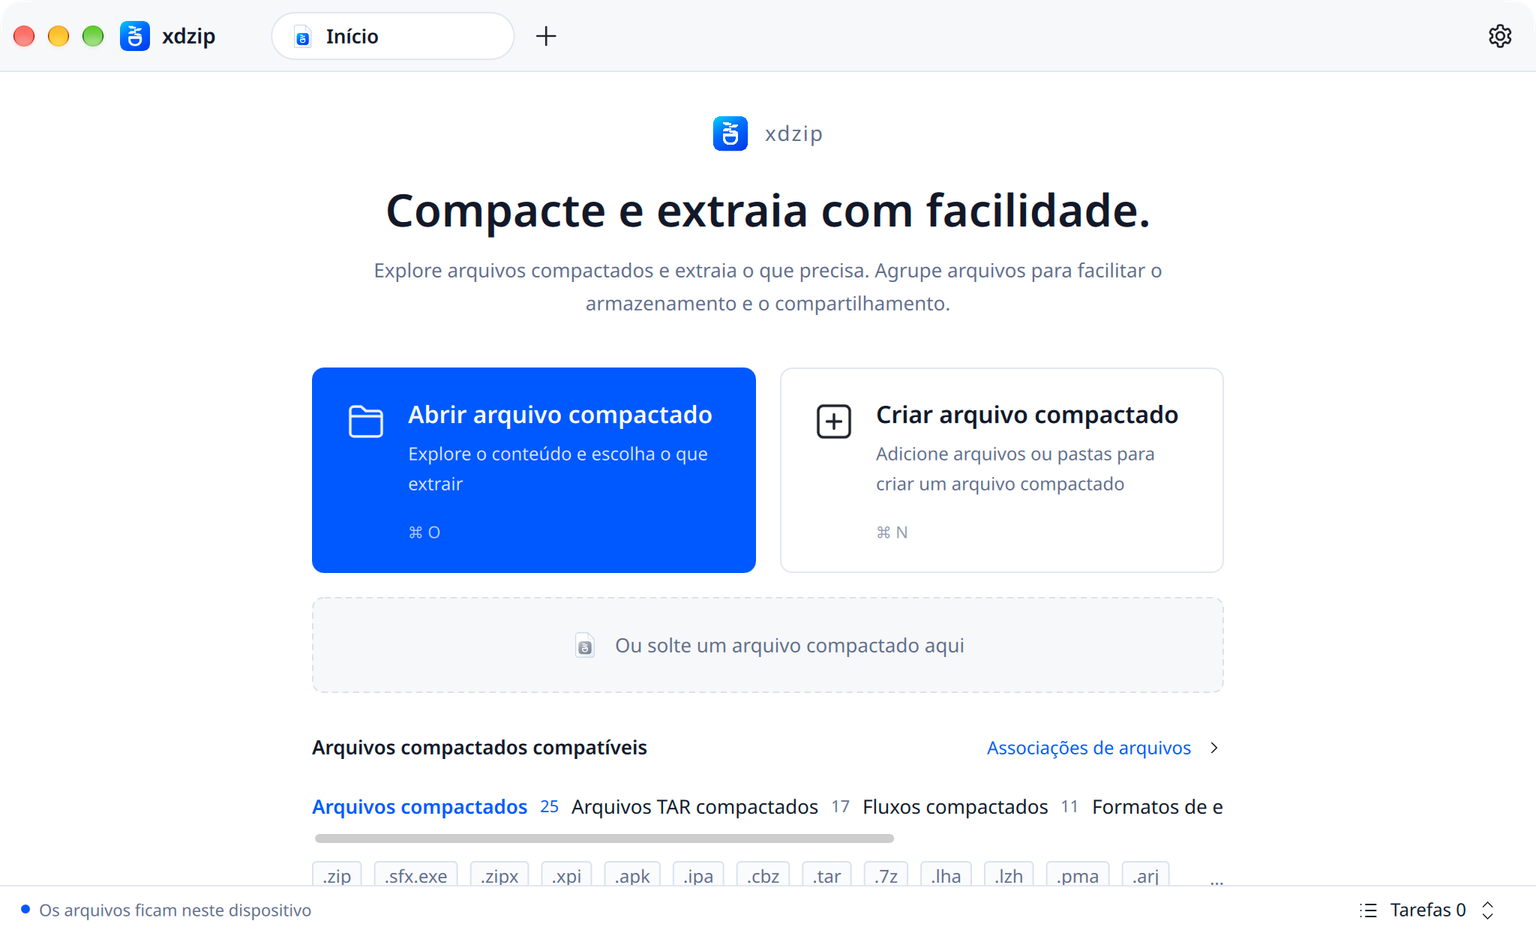 xdzip
Início
xdzip
Compacte e extraia com facilidade.
Explore arquivos compactados e extraia o que precisa. Agrupe arquivos para facilitar o
armazenamento e o compartilhamento.
Abrir arquivo compactado
Explore o conteúdo e escolha o que
extrair
⌘ O
Criar arquivo compactado
Adicione arquivos ou pastas para
criar um arquivo compactado
⌘ N
Ou solte um arquivo compactado aqui
Arquivos compactados compatíveis
Associações de arquivos
Arquivos compactados 25 Arquivos TAR compactados 17 Fluxos compactados 11 Formatos de e
.zip .sfx.exe .zipx .xpi .apk .ipa .cbz .tar .7z .lha .lzh .pma .arj ...
Os arquivos ficam neste dispositivo
Tarefas 0